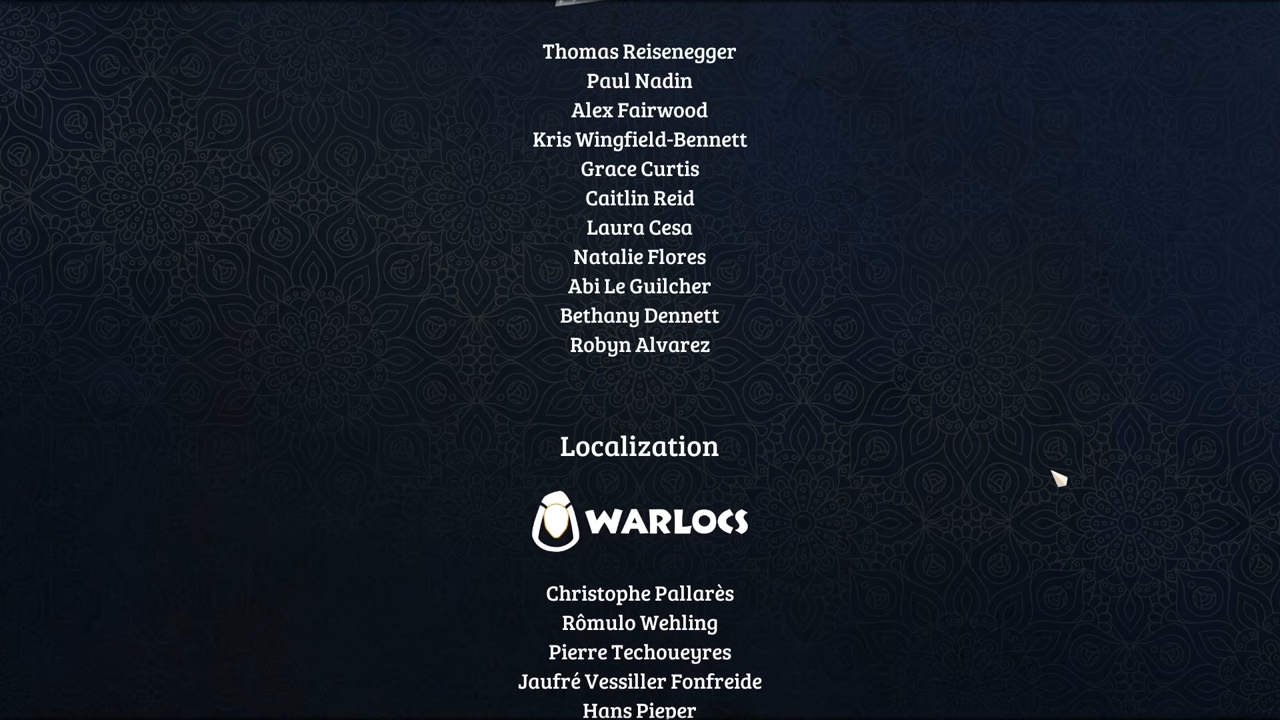 Thomas Reisenegger
Paul Nadin
Alex Fairwood
Kris Wingfield-Bennett
Grace Curtis
Caitlin Reid
Laura Cesa
Natalie Flores
Abi Le Guilcher
Bethany Dennett
Robyn Alvarez
Localization
WARLOCS
Christophe Pallarès
Rômulo Wehling
Pierre Techoueyres
Jaufré Vessiller Fonfreide
Hans Pieper